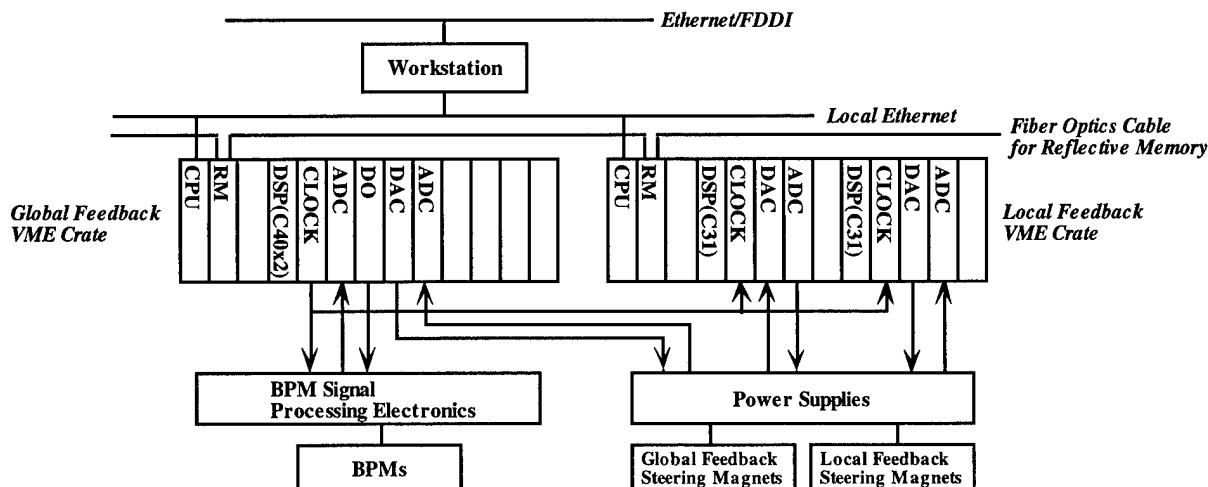 Ethernet/FDDI
Workstation
Local Ethernet
Fiber Optics Cable
for Reflective Memory
Global Feedback
VME Crate
CPU
RM
DSP(C40x2)
CLOCK
ADC
DO
DAC
ADC
CPU
RM
DSP(C31)
CLOCK
DAC
ADC
DSP(C31)
CLOCK
DAC
ADC
Local Feedback
VME Crate
BPM Signal
Processing Electronics
Power Supplies
BPMs
Global Feedback
Steering Magnets
Local Feedback
Steering Magnets